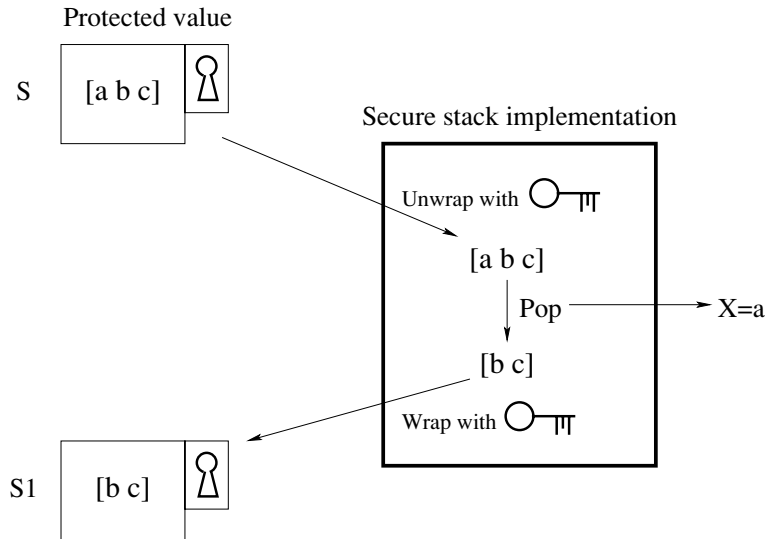 Protected value
S
[a b c]
Secure stack implementation
Unwrap with
[a b c]
Pop
X=a
[b c]
Wrap with
S1
[b c]